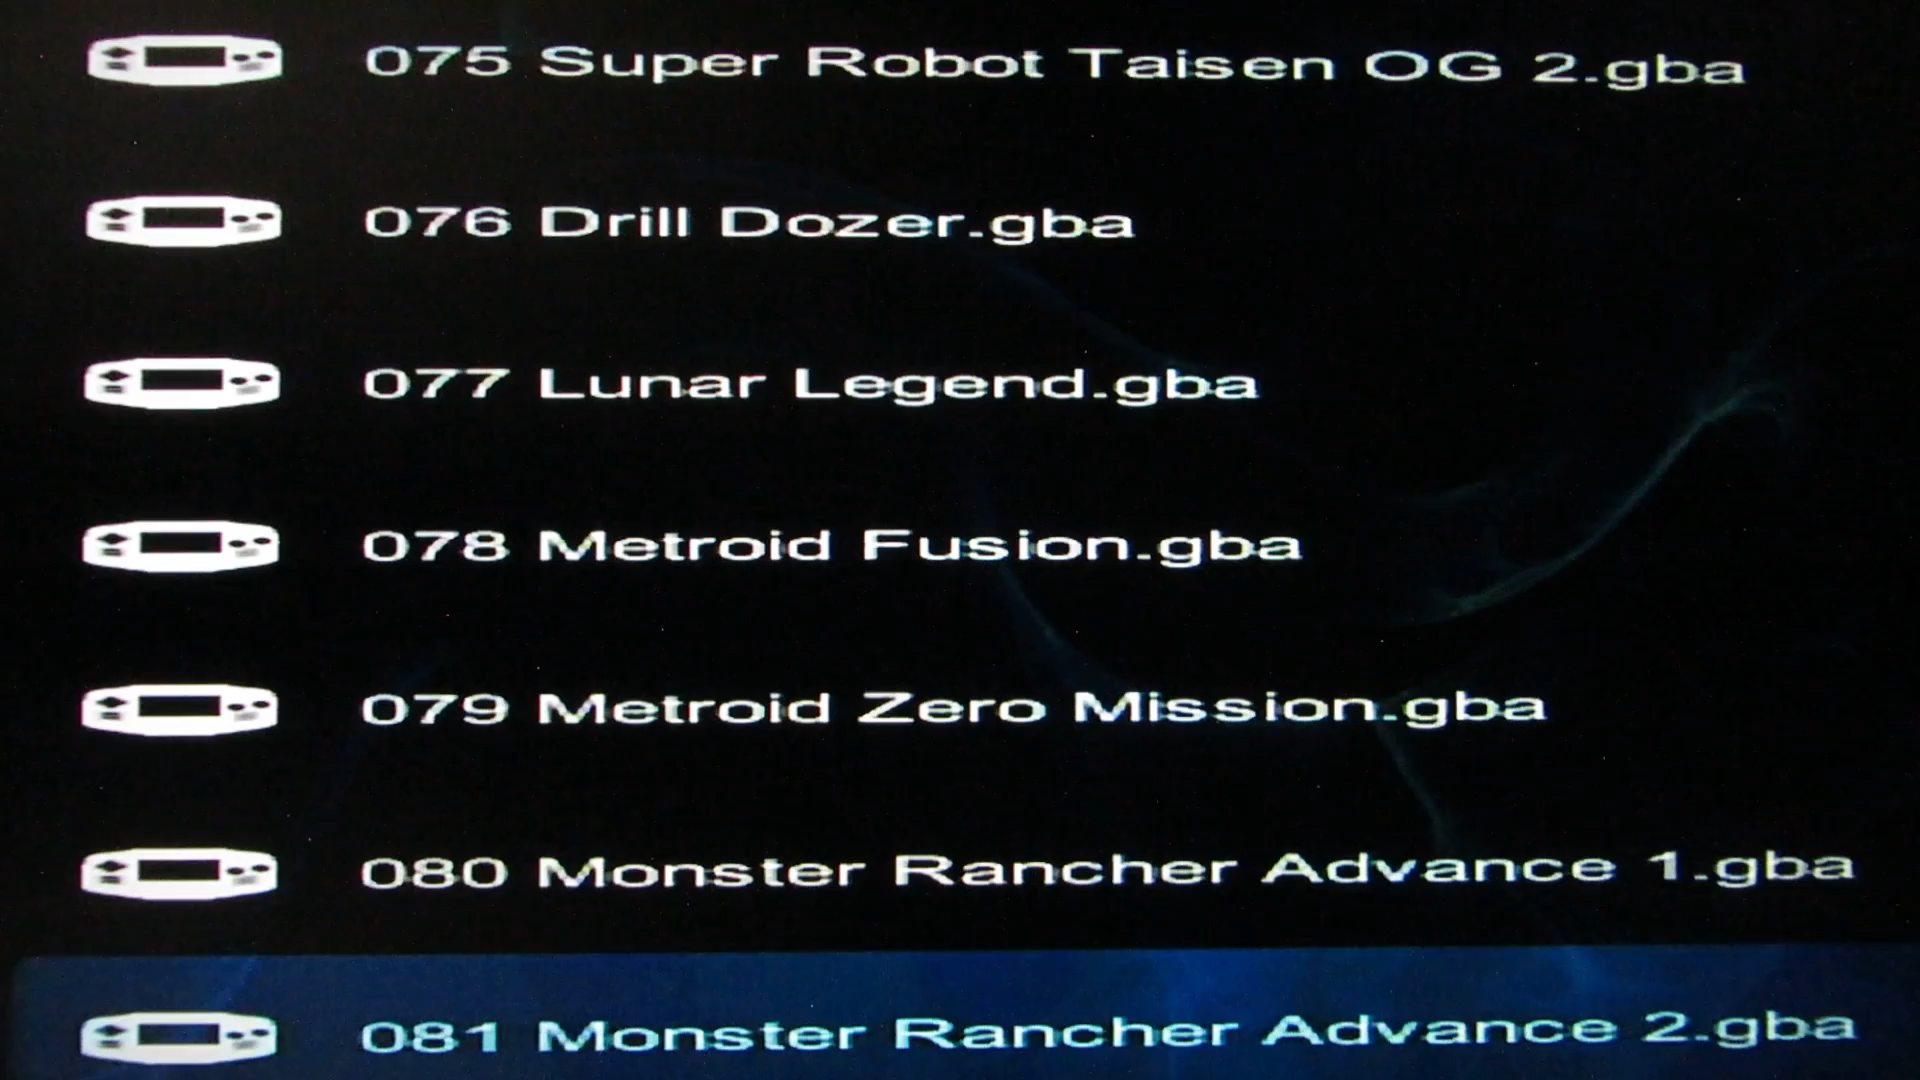 075 Super Robot Taisen OG 2.gba
076 Drill Dozer.gba
077 Lunar Legend.gba
078 Metroid Fusion.gba
079 Metroid Zero Mission.gba
080 Monster Rancher Advance 1.gba
081 Monster Rancher Advance 2.gba